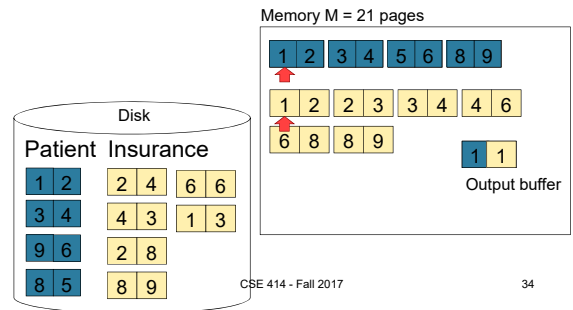 Memory M = 21 pages
1 2 3 4 5 6 8 9
1 2 2 3 3 4 4 6
6 8 8 9
1 1
Output buffer
Disk
Patient Insurance
1 2 2 4 6 6
3 4 4 3 1 3
9 6 2 8
8 5 8 9
CSE 414 - Fall 2017 34